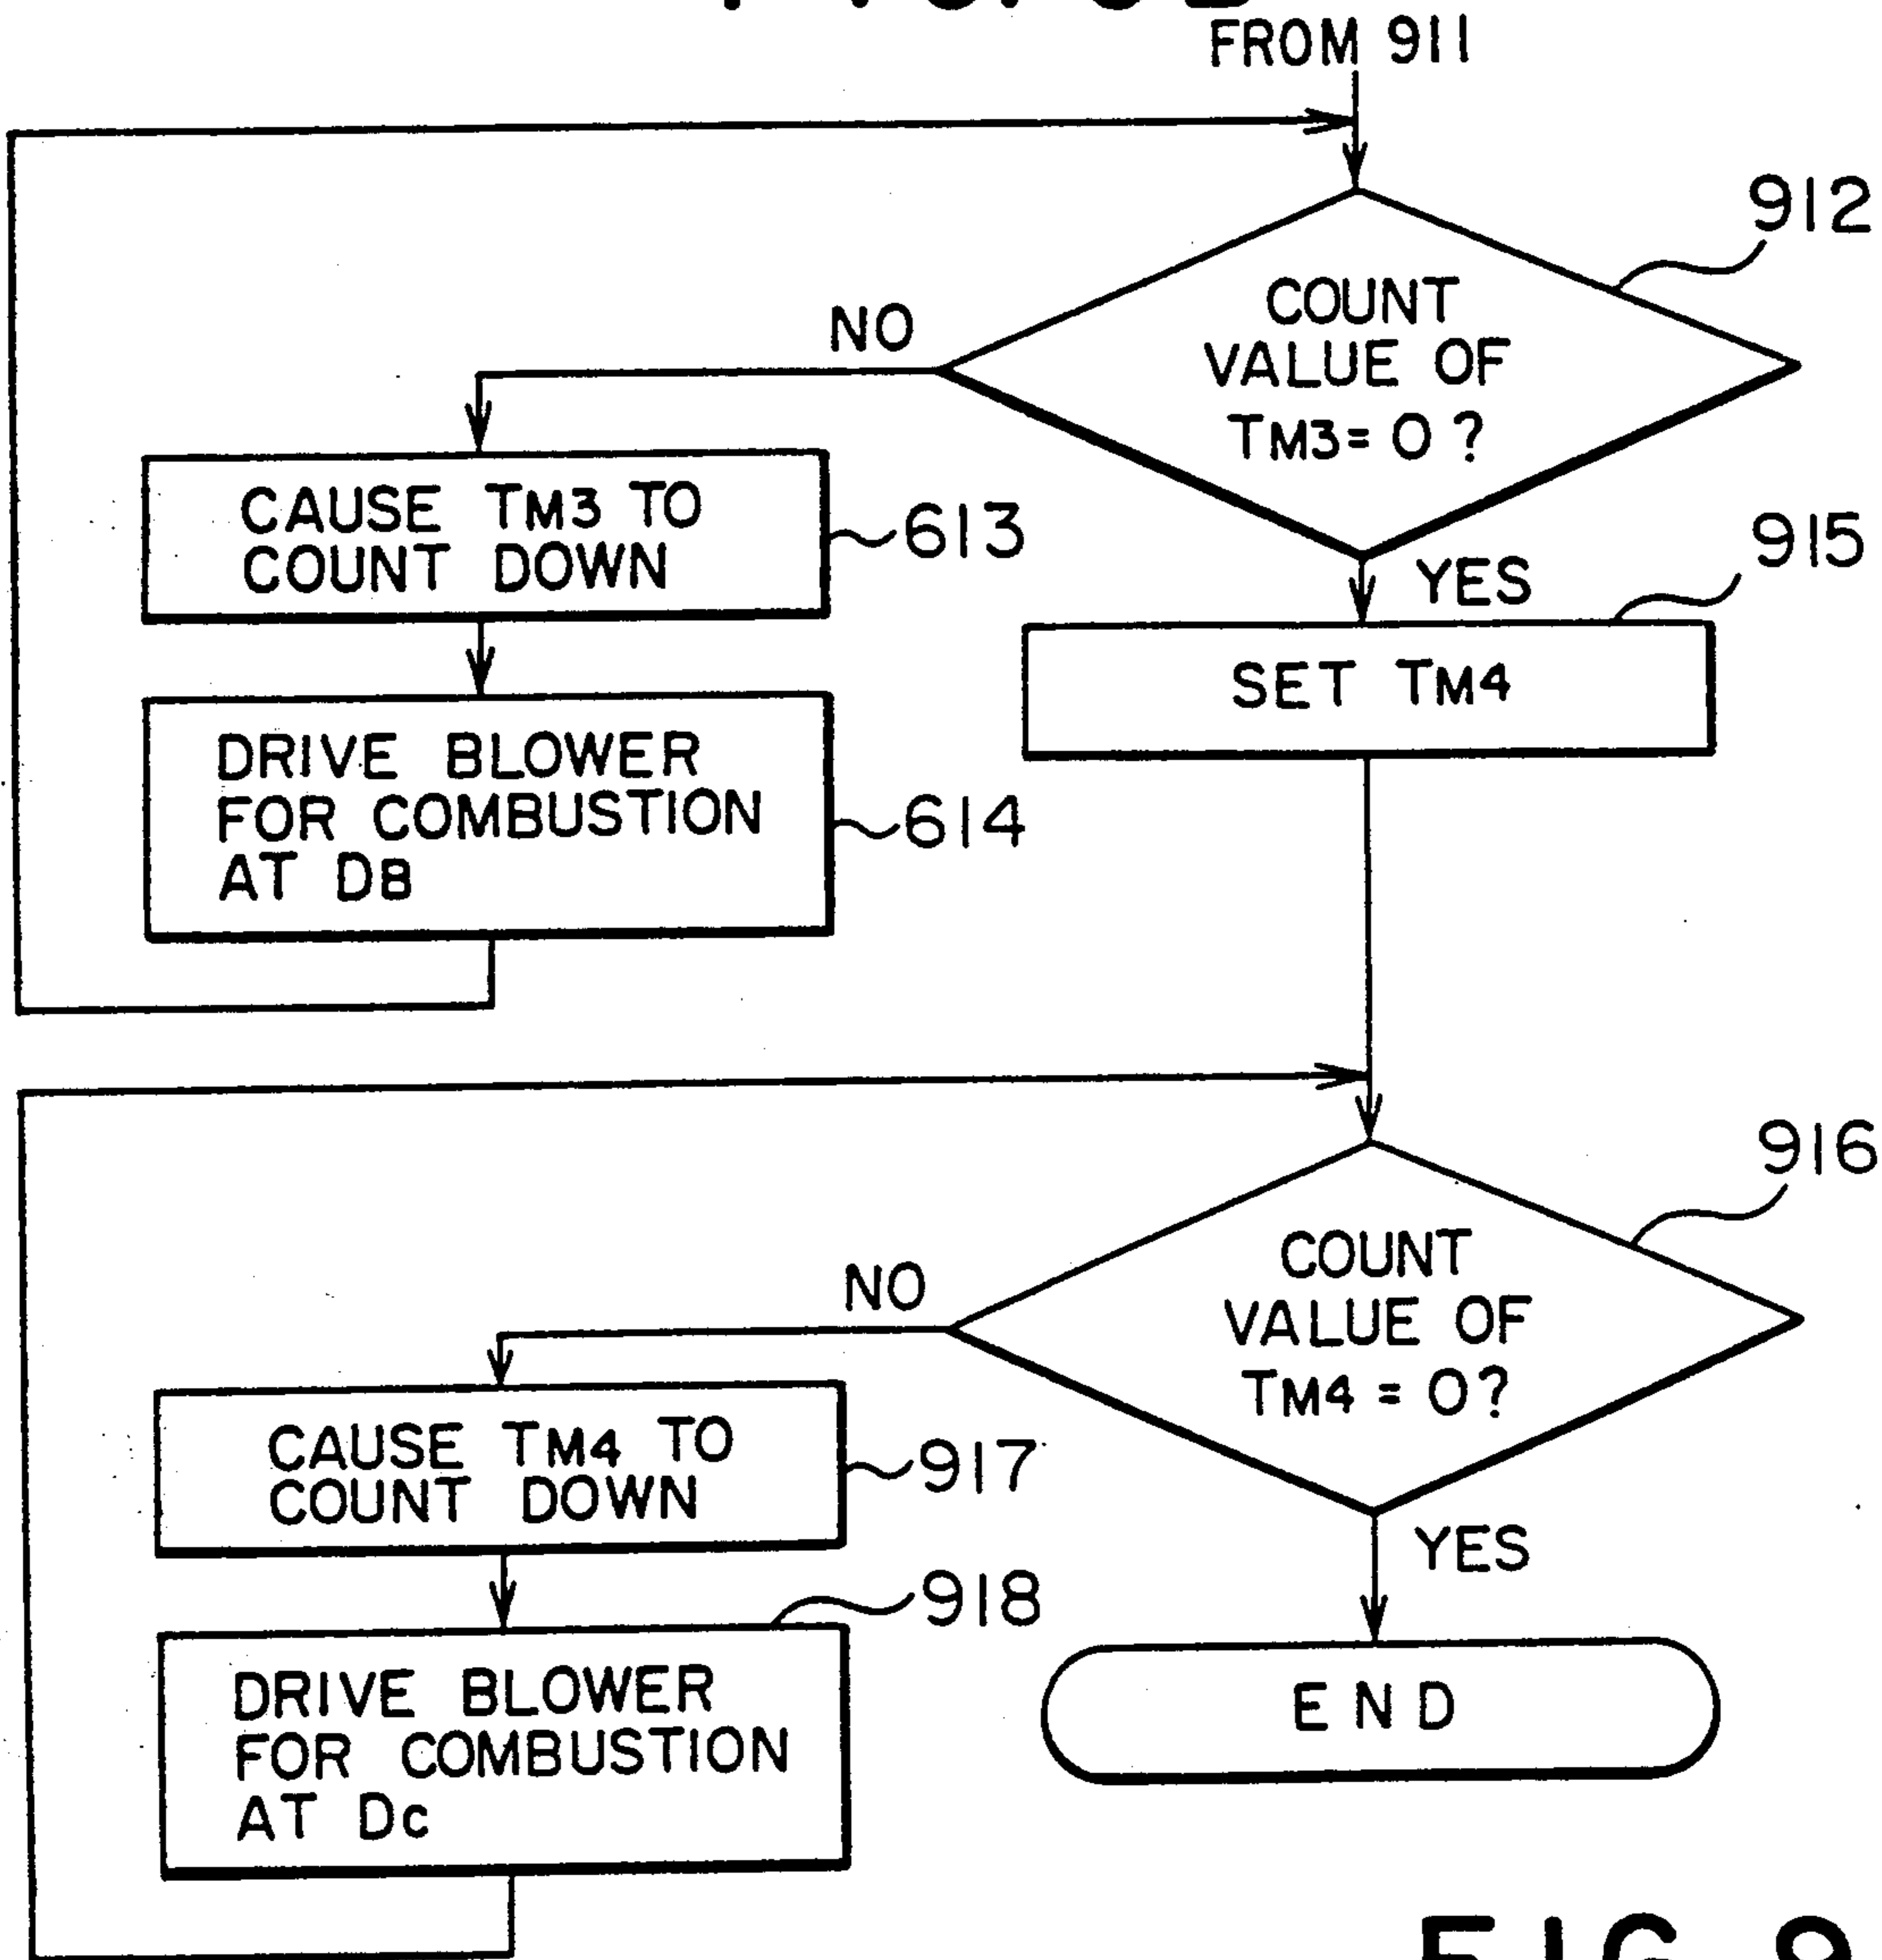 FROM 911
912
COUNT
VALUE OF
TM3 = 0 ?
NO
CAUSE TM3 TO
COUNT DOWN
613
YES
915
SET TM4
DRIVE BLOWER
FOR COMBUSTION
AT DB
614
916
COUNT
VALUE OF
TM4 = 0?
NO
CAUSE TM4 TO
COUNT DOWN
917
YES
918
DRIVE BLOWER
FOR COMBUSTION
AT Dc
END